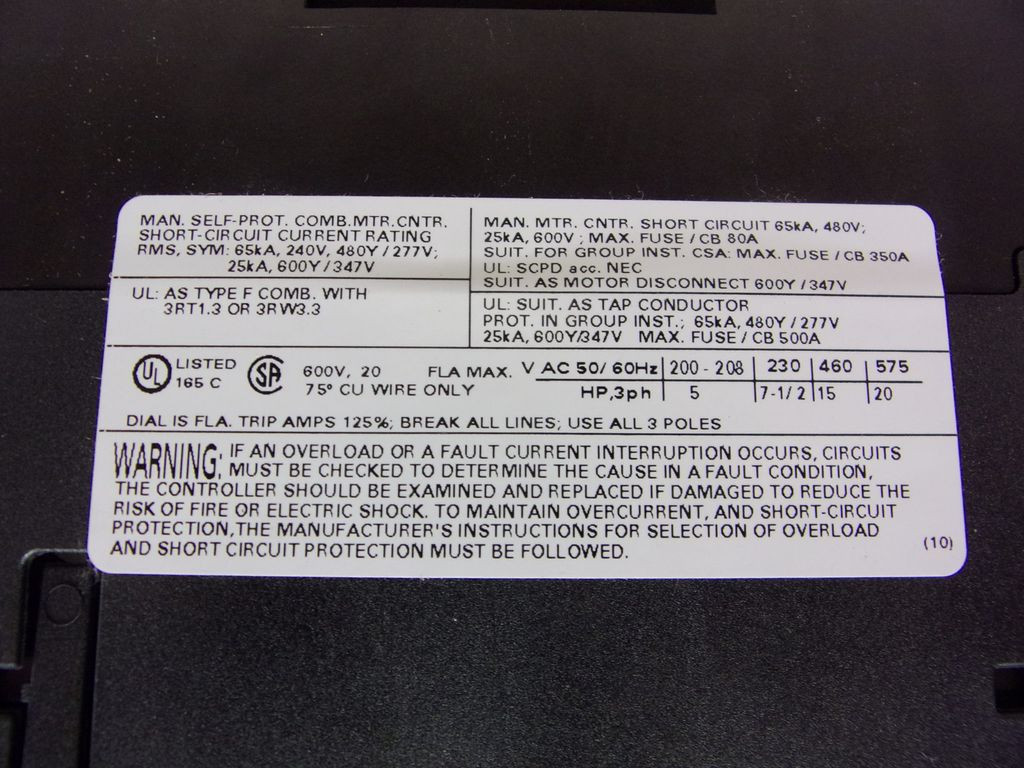 MAN. SELF-PROT. COMB.MTR.CNTR.
SHORT-CIRCUIT CURRENT RATING
RMS, SYM: 65kA, 240V, 480Y/277V;
25kA, 600Y/347V
UL: AS TYPE F COMB. WITH
3RT1.3 OR 3RW3.3
MAN. MTR. CNTR. SHORT CIRCUIT 65kA, 480V;
25kA, 600V; MAX. FUSE/CB 80A
SUIT. FOR GROUP INST. CSA: MAX. FUSE/CB 350A
UL: SCPD acc. NEC
SUIT. AS MOTOR DISCONNECT 600Y/347V
UL: SUIT. AS TAP CONDUCTOR
PROT. IN GROUP INST.; 65kA, 480Y/277V
25kA, 600Y/347V MAX. FUSE/CB 500A
UL LISTED
165 C
SA
600V, 20 FLA MAX.
75° CU WIRE ONLY
V AC 50/60Hz 200-208 230 460 575
HP,3ph 5 7-1/2 15 20
DIAL IS FLA. TRIP AMPS 125%; BREAK ALL LINES; USE ALL 3 POLES
WARNING: IF AN OVERLOAD OR A FAULT CURRENT INTERRUPTION OCCURS, CIRCUITS
MUST BE CHECKED TO DETERMINE THE CAUSE IN A FAULT CONDITION,
THE CONTROLLER SHOULD BE EXAMINED AND REPLACED IF DAMAGED TO REDUCE THE
RISK OF FIRE OR ELECTRIC SHOCK. TO MAINTAIN OVERCURRENT, AND SHORT-CIRCUIT
PROTECTION,THE MANUFACTURER'S INSTRUCTIONS FOR SELECTION OF OVERLOAD
AND SHORT CIRCUIT PROTECTION MUST BE FOLLOWED.
(10)